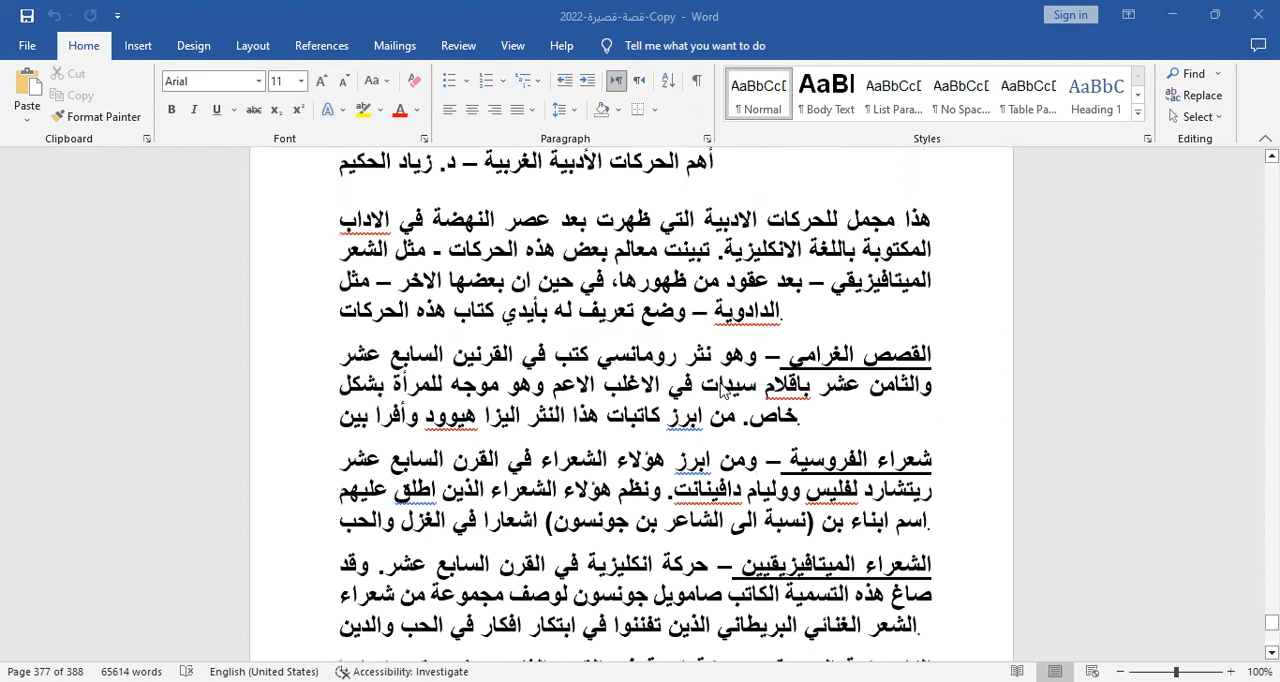 قصة-قصيرة-2022-Copy - Word
Sign in
File Home Insert Design Layout References Mailings Review View Help Tell me what you want to do
Paste
Cut
Copy
Format Painter
Clipboard
Arial 11
Font
Paragraph
AaBbCcD AaBl AaBbCcD AaBbCcD AaBbCcD AaBbC
¶ Normal ¶ Body Text ¶ List Para... ¶ No Spac... ¶ Table Pa... Heading 1
Styles
Find
Replace
Select
Editing
أهم الحركات الأدبية الغربية – د. زياد الحكيم
هذا مجمل للحركات الادبية التي ظهرت بعد عصر النهضة في الاداب
المكتوبة باللغة الانكليزية. تبينت معالم بعض هذه الحركات - مثل الشعر
الميتافيزيقي – بعد عقود من ظهورها، في حين ان بعضها الاخر – مثل
الدادوية – وضع تعريف له بأيدي كتاب هذه الحركات.
القصص الغرامي – وهو نثر رومانسي كتب في القرنين السابع عشر
والثامن عشر باقلام سيدات في الاغلب الاعم وهو موجه للمرأة بشكل
خاص. من ابرز كاتبات هذا النثر اليزا هيوود وأفرا بين.
شعراء الفروسية – ومن ابرز هؤلاء الشعراء في القرن السابع عشر
ريتشارد لفليس ووليام دافينانت. ونظم هؤلاء الشعراء الذين اطلق عليهم
اسم ابناء بن (نسبة الى الشاعر بن جونسون) اشعارا في الغزل والحب.
الشعراء الميتافيزيقيين – حركة انكليزية في القرن السابع عشر. وقد
صاغ هذه التسمية الكاتب صامويل جونسون لوصف مجموعة من شعراء
الشعر الغنائي البريطاني الذين تفننوا في ابتكار افكار في الحب والدين.
Page 377 of 388 65614 words English (United States) Accessibility: Investigate 100%